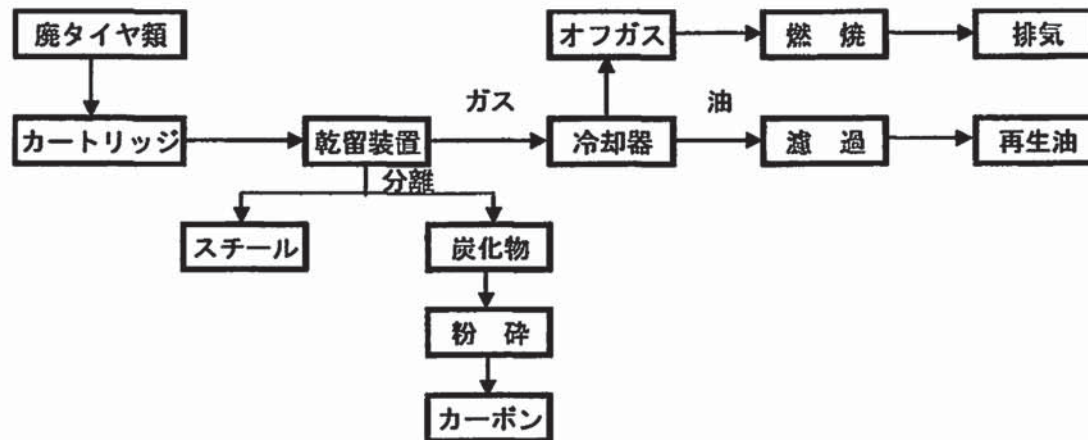 廃タイヤ類
オフガス
燃　焼
排気
ガス
油
カートリッジ
乾留装置
冷却器
濾　過
再生油
分離
スチール
炭化物
粉　砕
カーボン